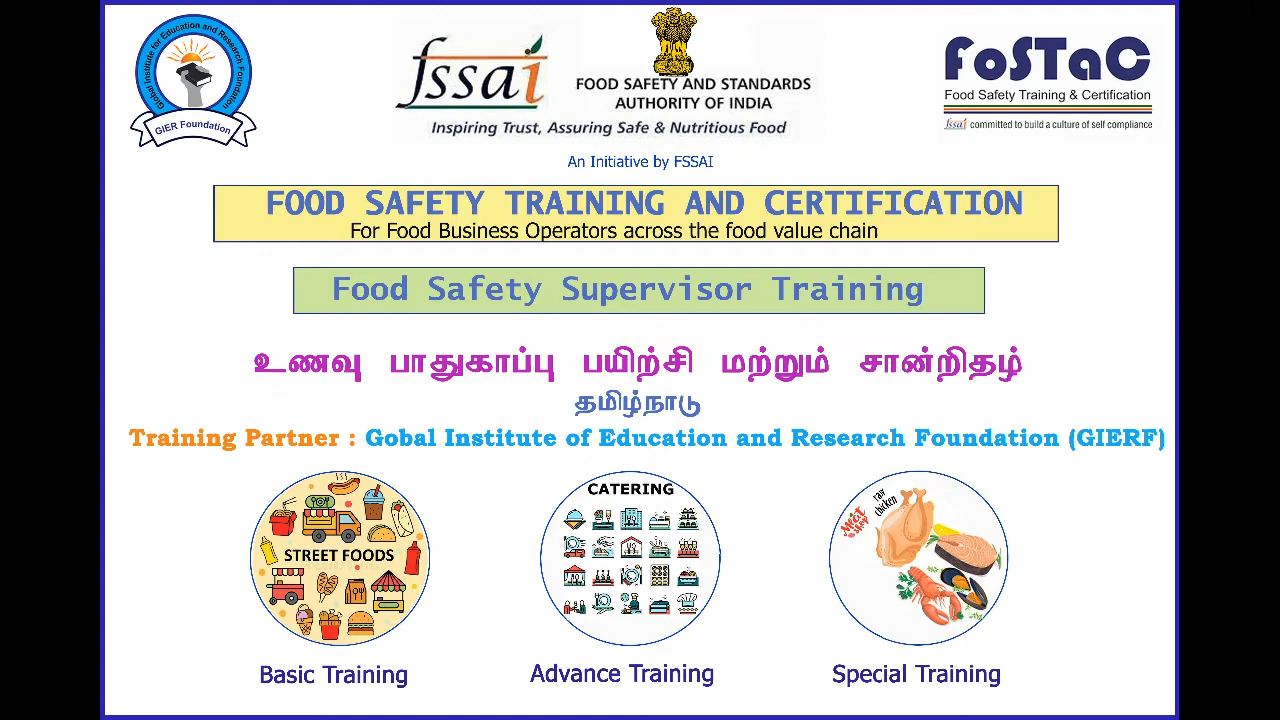 Global Institute for Education and Research Foundation
GIER Foundation
fssai
FOOD SAFETY AND STANDARDS
AUTHORITY OF INDIA
Inspiring Trust, Assuring Safe & Nutritious Food
FoSTaC
Food Safety Training & Certification
fssai committed to build a culture of self compliance
An Initiative by FSSAI
FOOD SAFETY TRAINING AND CERTIFICATION
For Food Business Operators across the food value chain
Food Safety Supervisor Training
உணவு பாதுகாப்பு பயிற்சி மற்றும் சான்றிதழ்
தமிழ்நாடு
Training Partner : Gobal Institute of Education and Research Foundation (GIERF)
STREET FOODS
CATERING
Meat shop
raw chicken
Basic Training
Advance Training
Special Training